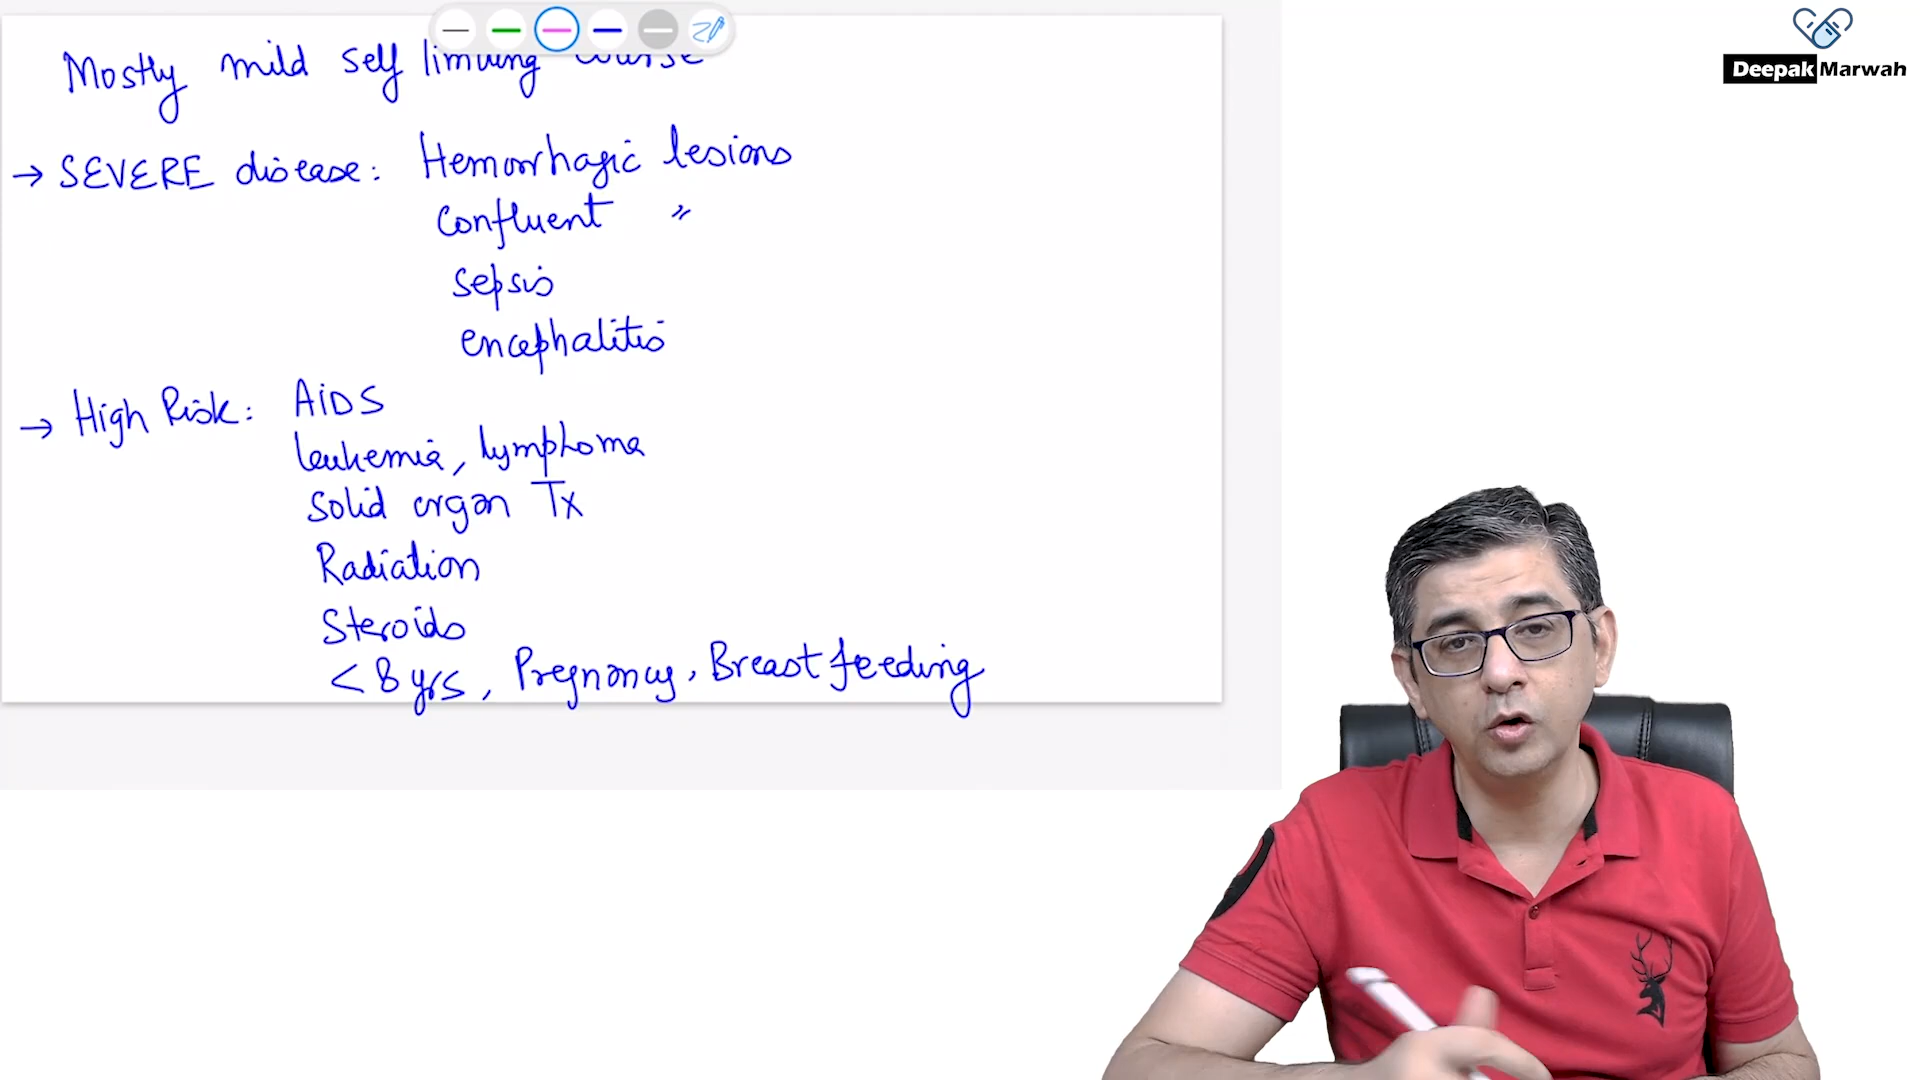 Mostly mild self limiting course
→ SEVERE disease: Hemorrhagic lesions
Confluent "
Sepsis
encephalitis
→ High Risk: AIDS
leukemia, lymphoma
Solid organ Tx
Radiation
Steroids
< 8 yrs, Pregnancy, Breast feeding
Deepak Marwah